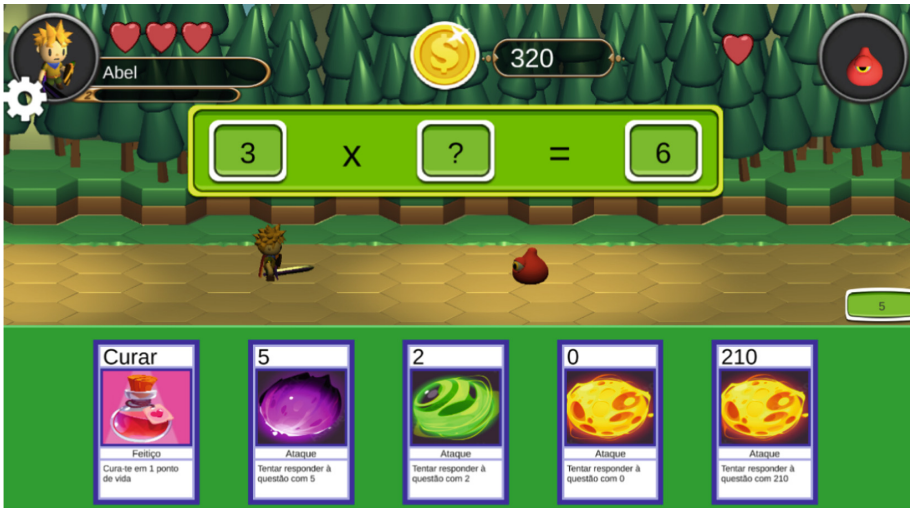 Abel
320
3 x ? = 6
5
Curar
Feitiço
Cura-te em 1 ponto
de vida
5
Ataque
Tentar responder à
questão com 5
2
Ataque
Tentar responder à
questão com 2
0
Ataque
Tentar responder à
questão com 0
210
Ataque
Tentar responder à
questão com 210